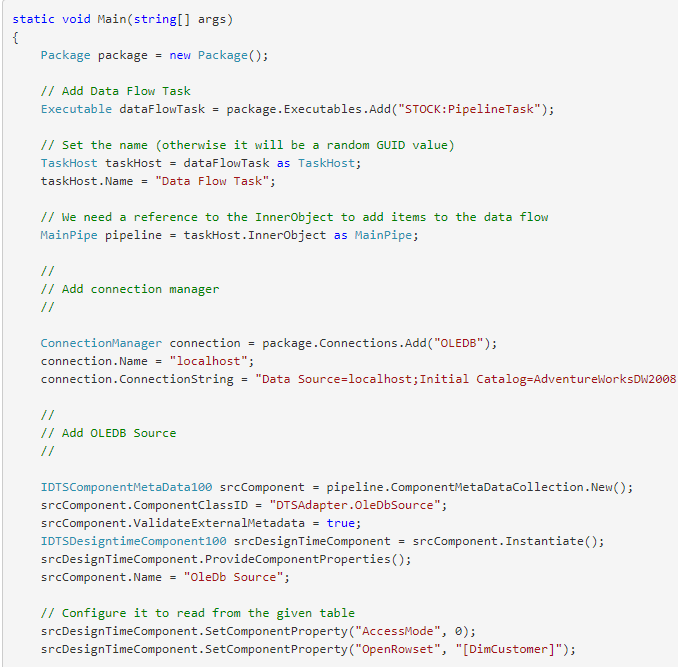 static void Main(string[] args)
{
    Package package = new Package();

    // Add Data Flow Task
    Executable dataFlowTask = package.Executables.Add("STOCK:PipelineTask");

    // Set the name (otherwise it will be a random GUID value)
    TaskHost taskHost = dataFlowTask as TaskHost;
    taskHost.Name = "Data Flow Task";

    // We need a reference to the InnerObject to add items to the data flow
    MainPipe pipeline = taskHost.InnerObject as MainPipe;

    //
    // Add connection manager
    //

    ConnectionManager connection = package.Connections.Add("OLEDB");
    connection.Name = "localhost";
    connection.ConnectionString = "Data Source=localhost;Initial Catalog=AdventureWorksDW2008

    //
    // Add OLEDB Source
    //

    IDTSComponentMetaData100 srcComponent = pipeline.ComponentMetaDataCollection.New();
    srcComponent.ComponentClassID = "DTSAdapter.OleDbSource";
    srcComponent.ValidateExternalMetadata = true;
    IDTSDesigntimeComponent100 srcDesignTimeComponent = srcComponent.Instantiate();
    srcDesignTimeComponent.ProvideComponentProperties();
    srcComponent.Name = "OleDb Source";

    // Configure it to read from the given table
    srcDesignTimeComponent.SetComponentProperty("AccessMode", 0);
    srcDesignTimeComponent.SetComponentProperty("OpenRowset", "[DimCustomer]");